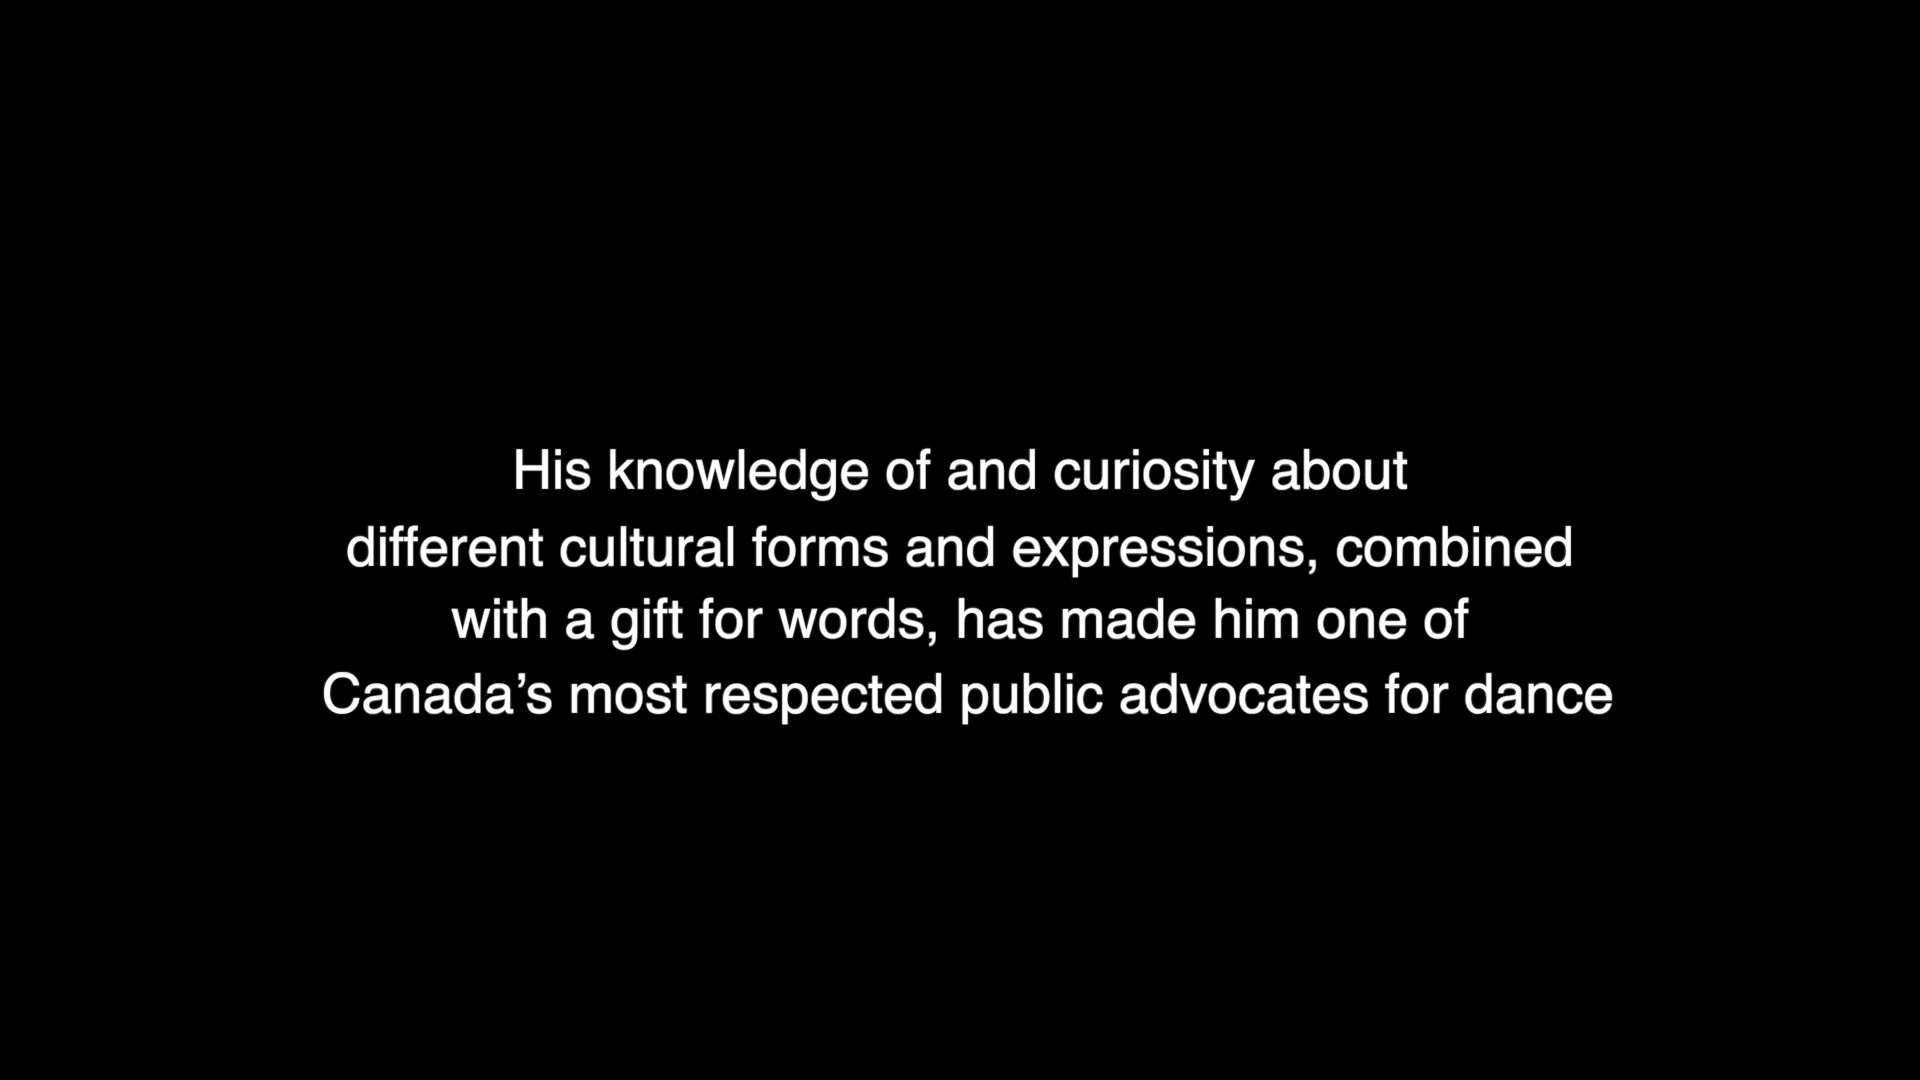 His knowledge of and curiosity about
different cultural forms and expressions, combined
with a gift for words, has made him one of
Canada’s most respected public advocates for dance